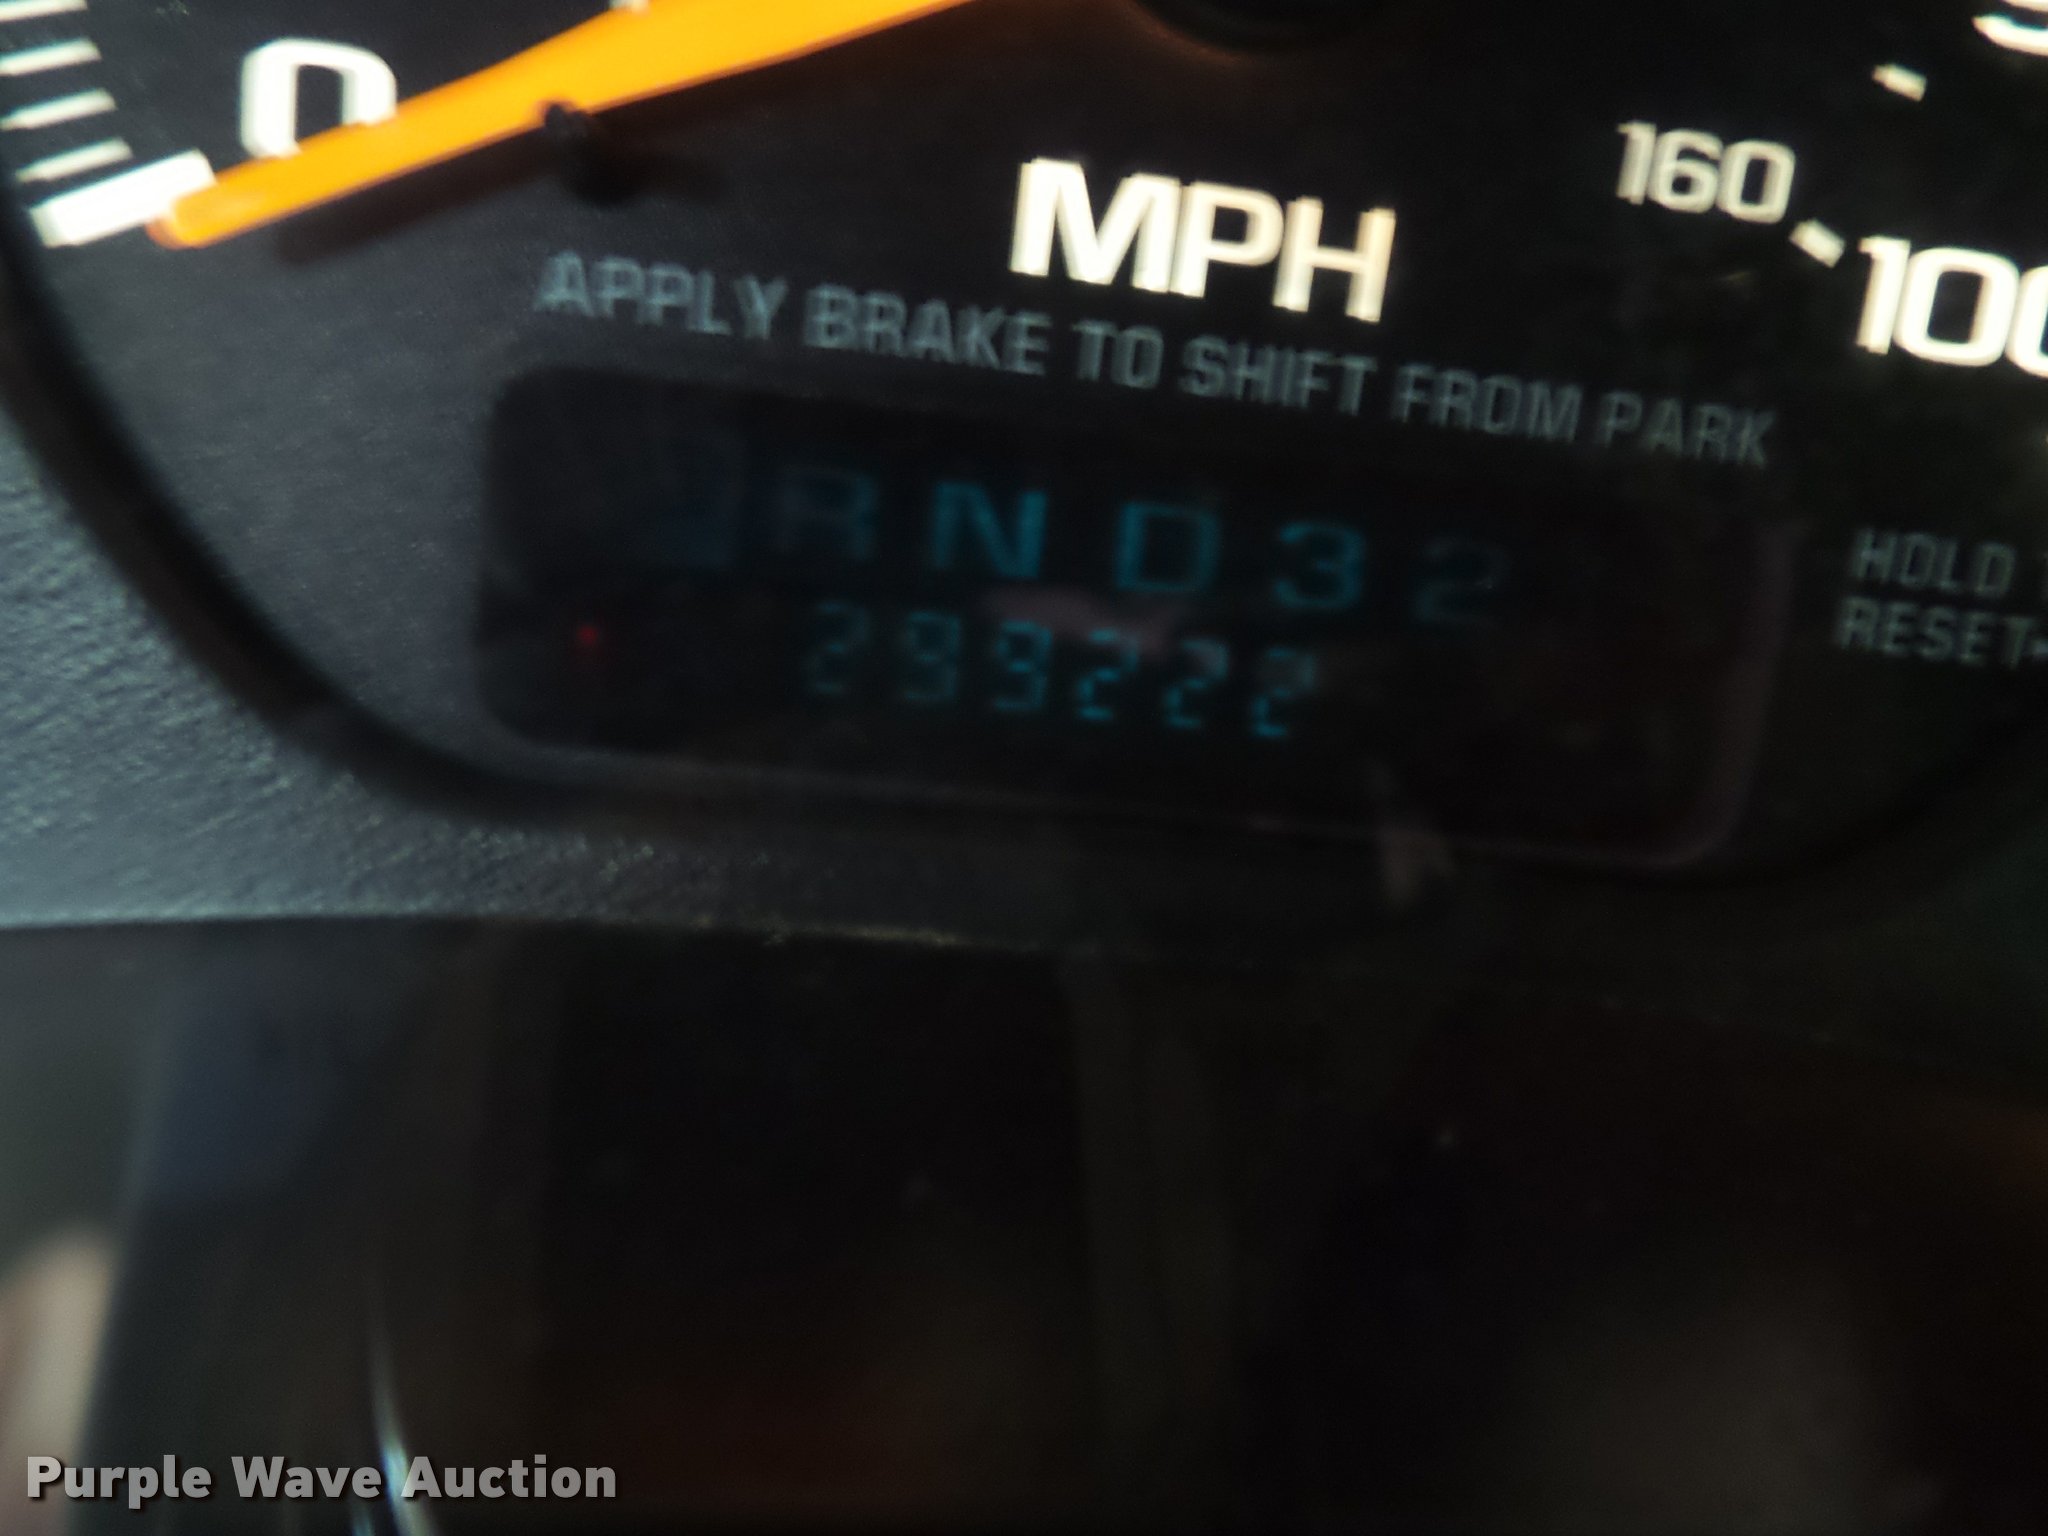 0
MPH
160
100
APPLY BRAKE TO SHIFT FROM PARK
R N D 3 2
299222
HOLD
RESET
Purple Wave Auction